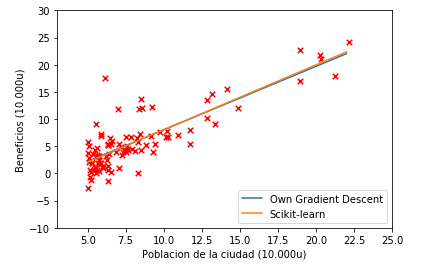 30
25
20
15
10
5
0
−5
−10
Beneficios (10.000u)
5.0 7.5 10.0 12.5 15.0 17.5 20.0 22.5 25.0
Poblacion de la ciudad (10.000u)
Own Gradient Descent
Scikit-learn